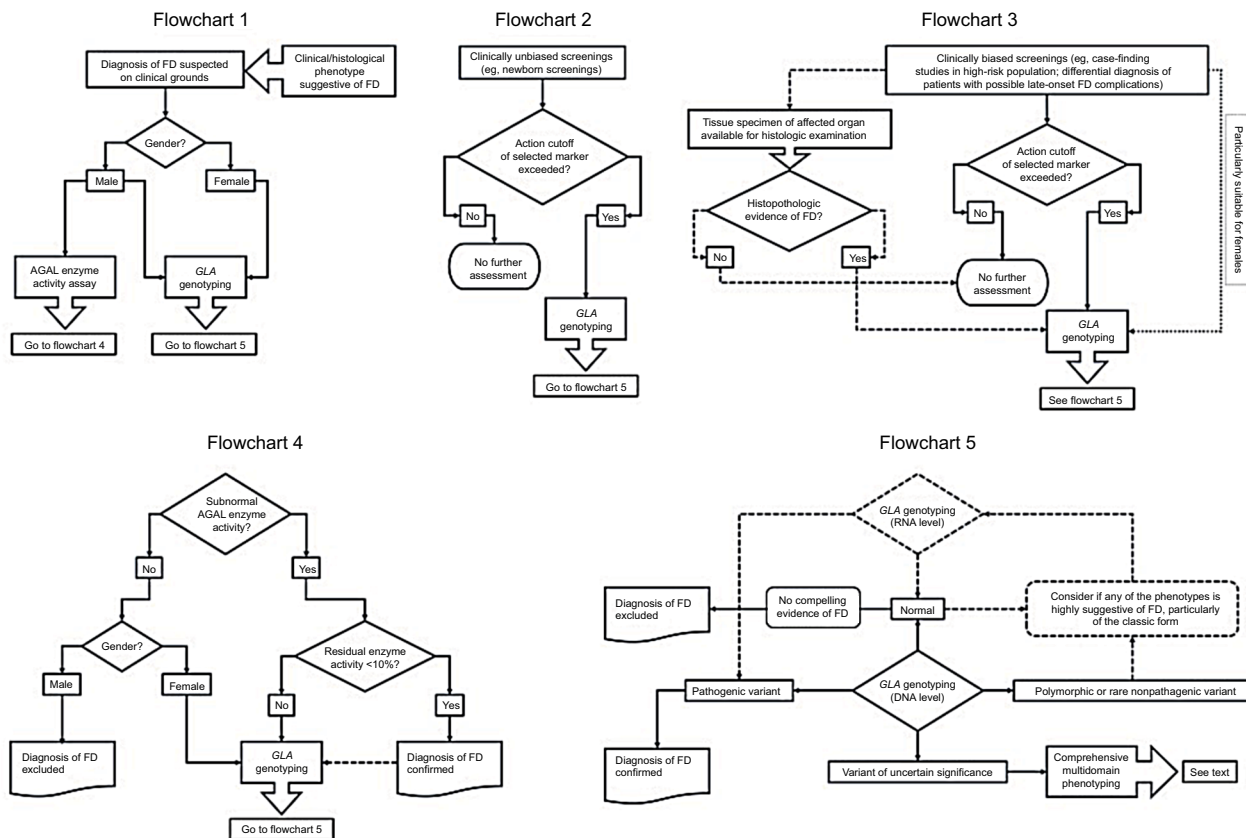 Flowchart 1
Diagnosis of FD suspected
on clinical grounds
Clinical/histological
phenotype
suggestive of FD
Gender?
Male
Female
AGAL enzyme
activity assay
GLA
genotyping
Go to flowchart 4
Go to flowchart 5
Flowchart 2
Clinically unbiased screenings
(eg, newborn screenings)
Action cutoff
of selected marker
exceeded?
No
Yes
No further
assessment
GLA
genotyping
Go to flowchart 5
Flowchart 3
Clinically biased screenings (eg, case-finding
studies in high-risk population; differential diagnosis of
patients with possible late-onset FD complications)
Tissue specimen of affected organ
available for histologic examination
Histopothologic
evidence of FD?
No
Yes
Action cutoff
of selected marker
exceeded?
No
Yes
No further
assessment
GLA
genotyping
See flowchart 5
Particularly suitable for females
Flowchart 4
Subnormal
AGAL enzyme
activity?
No
Yes
Gender?
Residual enzyme
activity <10%?
Male
Female
No
Yes
Diagnosis of FD
excluded
GLA
genotyping
Diagnosis of FD
confirmed
Go to flowchart 5
Flowchart 5
GLA genotyping
(RNA level)
Diagnosis of FD
excluded
No compelling
evidence of FD
Normal
Consider if any of the phenotypes is
highly suggestive of FD, particularly
of the classic form
Pathogenic variant
GLA genotyping
(DNA level)
Polymorphic or rare nonpathagenic variant
Diagnosis of FD
confirmed
Variant of uncertain significance
Comprehensive
multidomain
phenotyping
See text